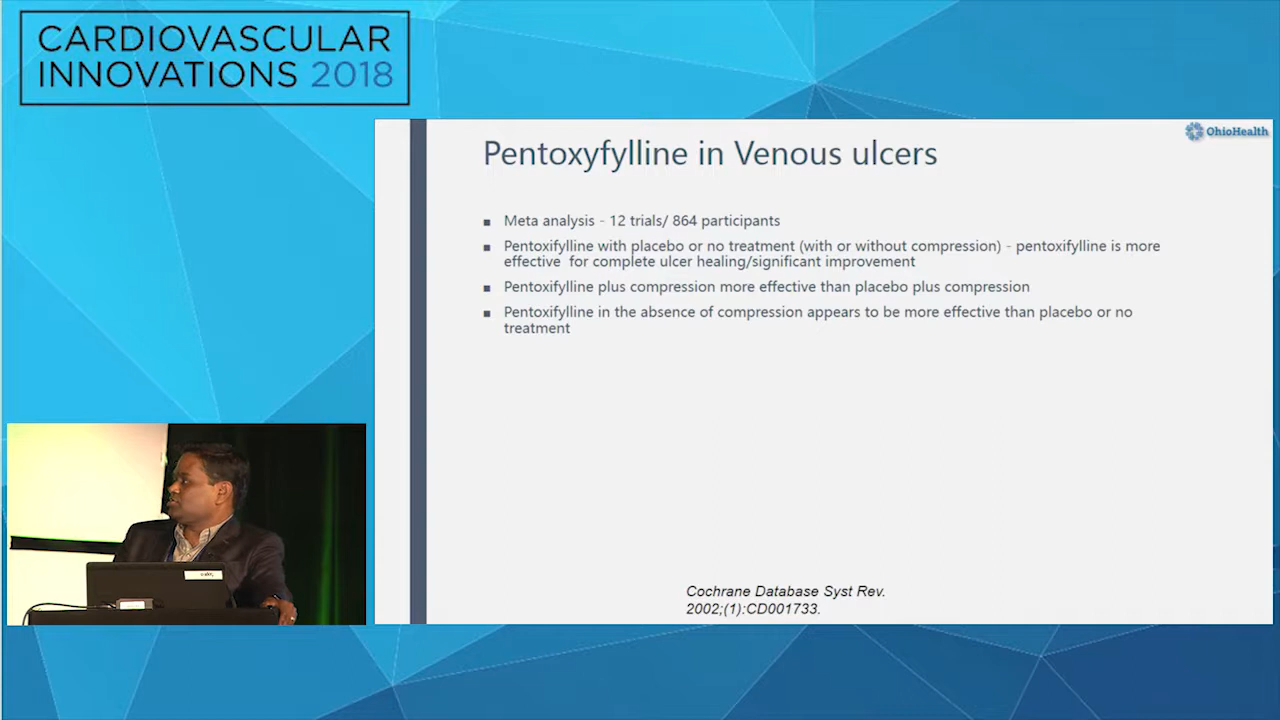 CARDIOVASCULAR
INNOVATIONS 2018
OhioHealth
Pentoxyfylline in Venous ulcers
▪ Meta analysis - 12 trials/ 864 participants
▪ Pentoxifylline with placebo or no treatment (with or without compression) - pentoxifylline is more
effective for complete ulcer healing/significant improvement
▪ Pentoxifylline plus compression more effective than placebo plus compression
▪ Pentoxifylline in the absence of compression appears to be more effective than placebo or no
treatment
Cochrane Database Syst Rev.
2002;(1):CD001733.